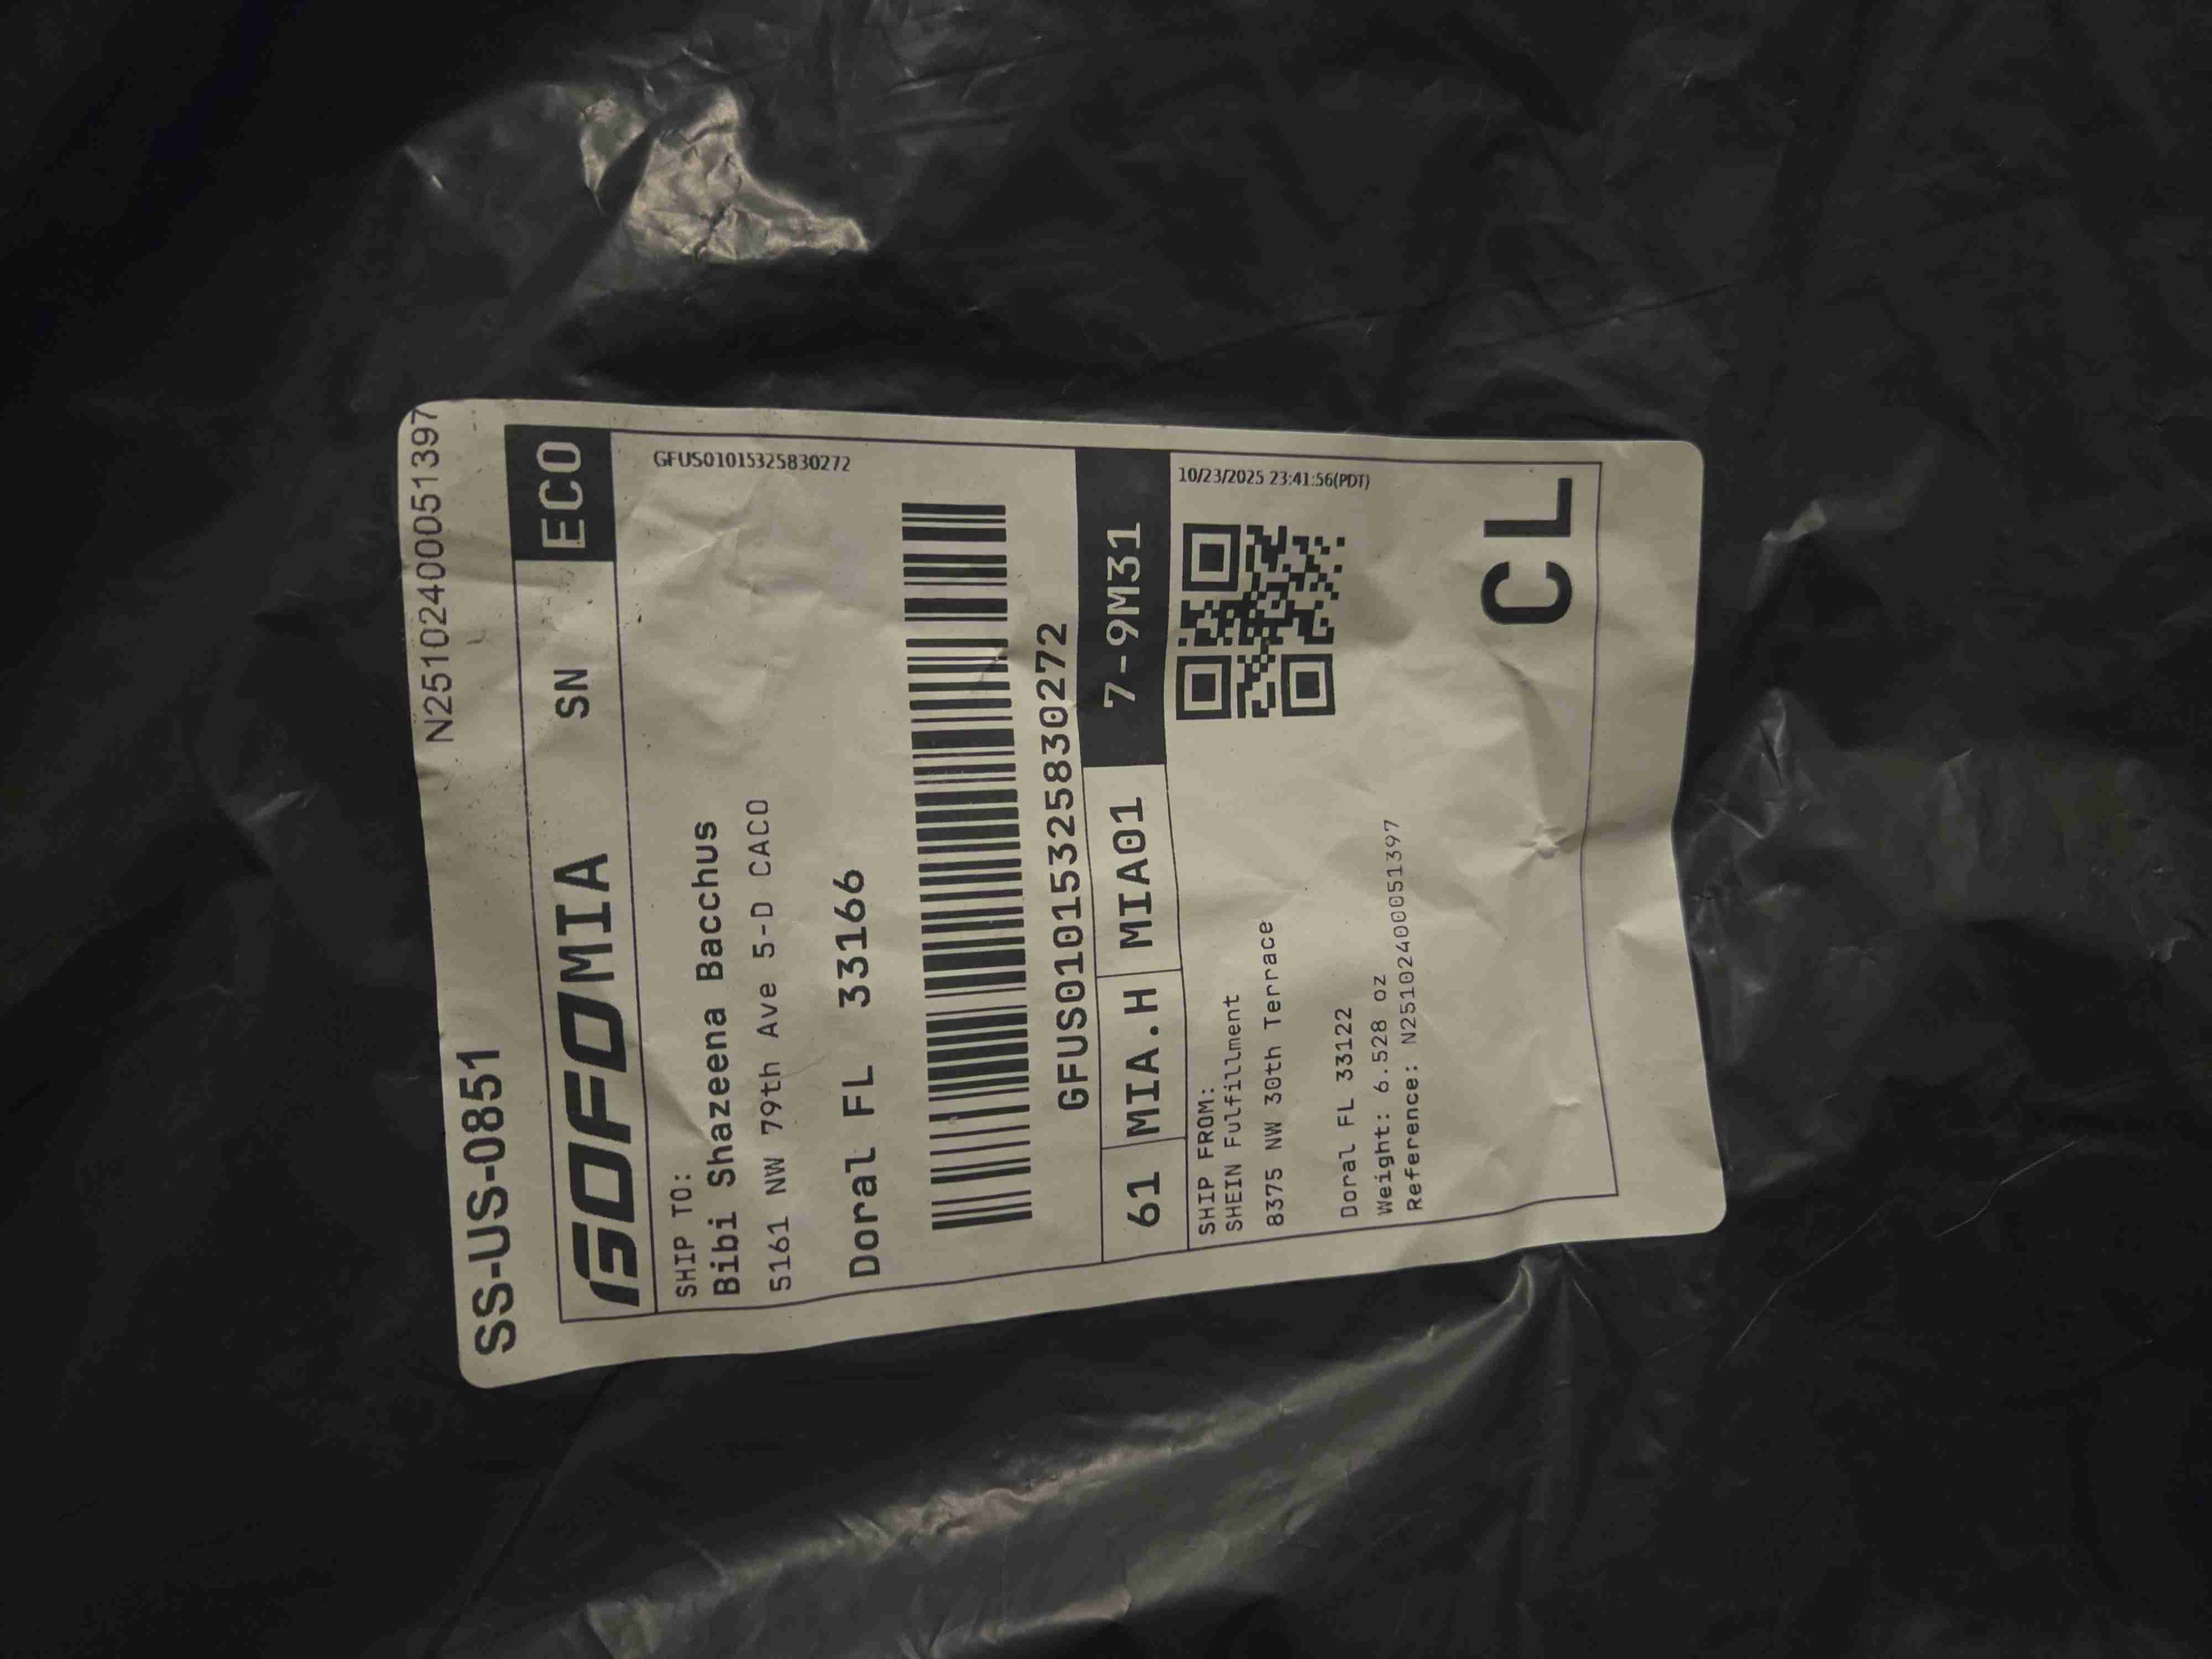 SS-US-0851 N25102400051397
GOFO MIA SN ECO
GFUS01015325830272
SHIP TO:
Bibi Shazeena Bacchus
5161 NW 79th Ave 5-D CACO
Doral FL 33166
GFUS01015325830272
61 MIA.H MIA01 7-9M31
10/23/2025 23:41:56(PDT)
SHIP FROM:
SHEIN Fulfillment
8375 NW 30th Terrace
Doral FL 33122
Weight: 6.528 oz
Reference: N25102400051397
CL